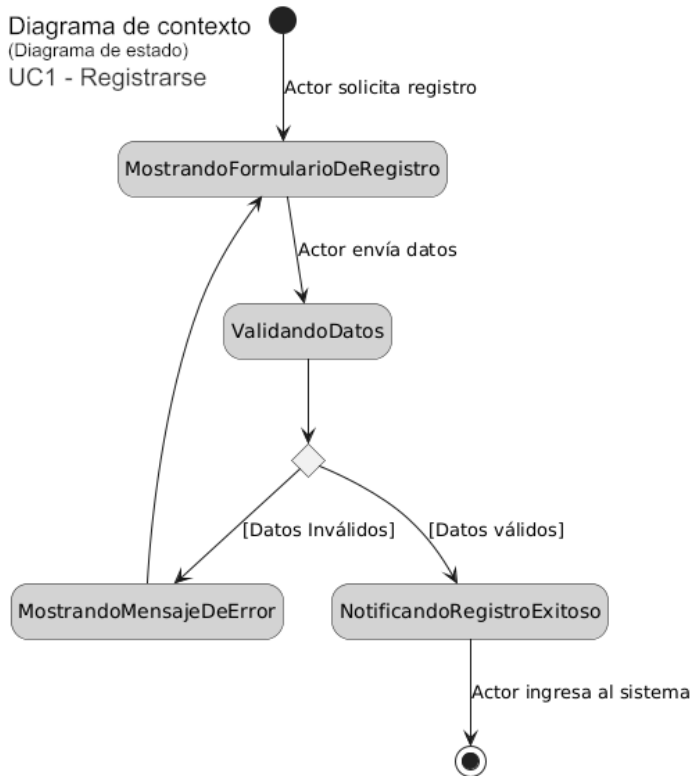 Diagrama de contexto
(Diagrama de estado)
UC1 - Registrarse
Actor solicita registro
MostrandoFormularioDeRegistro
Actor envía datos
ValidandoDatos
[Datos Inválidos]
[Datos válidos]
MostrandoMensajeDeError
NotificandoRegistroExitoso
Actor ingresa al sistema